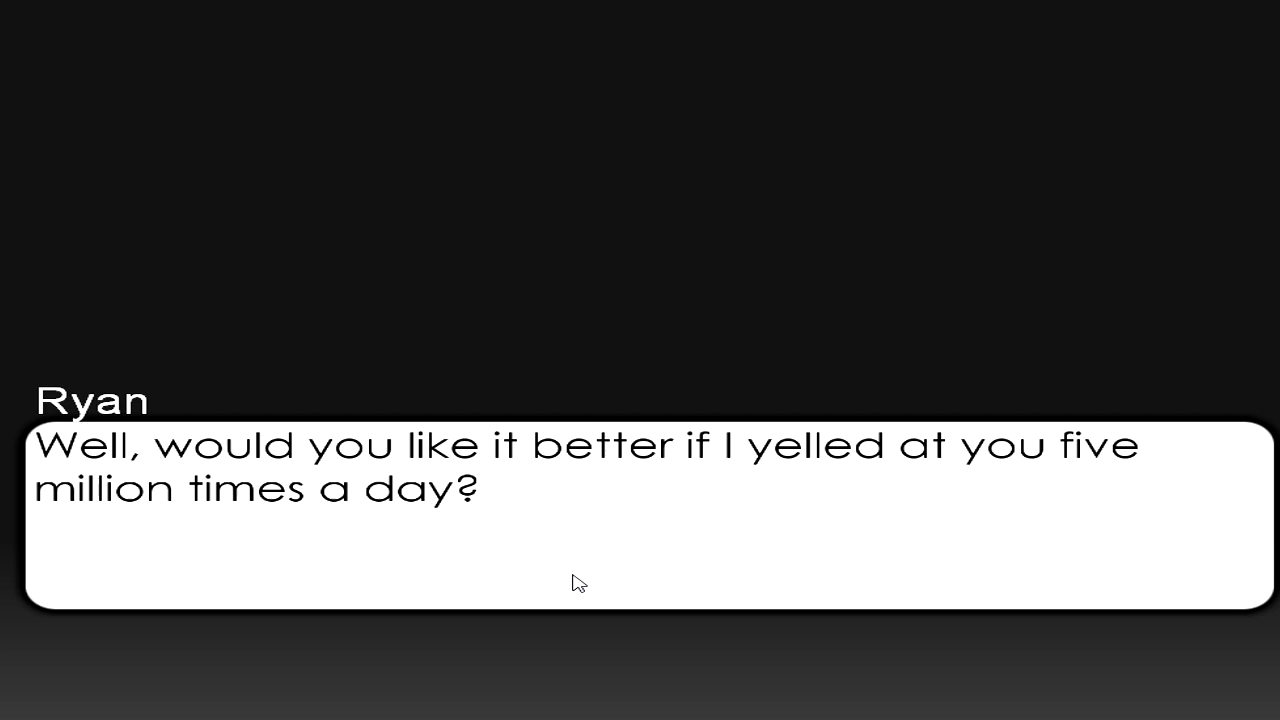 Ryan
Well, would you like it better if I yelled at you five
million times a day?